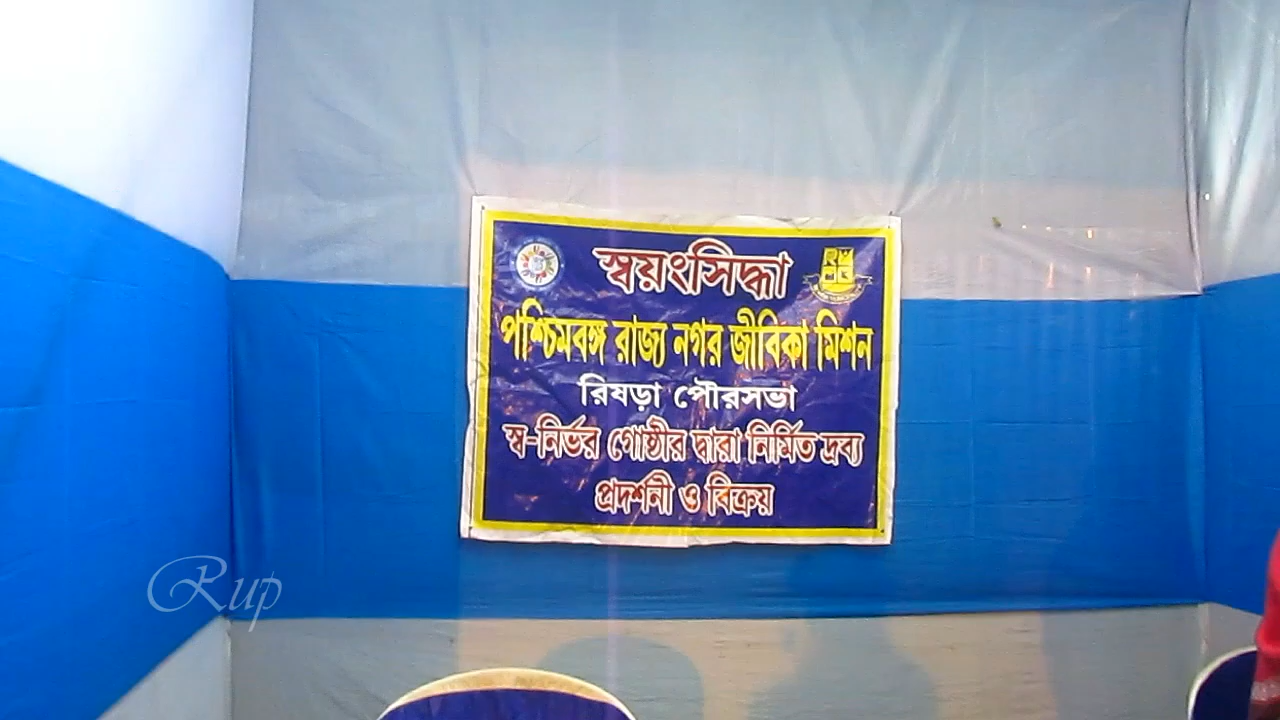 স্বয়ংসিদ্ধা
পশ্চিমবঙ্গ রাজ্য নগর জীবিকা মিশন
রিষড়া পৌরসভা
স্ব-নির্ভর গোষ্ঠীর দ্বারা নির্মিত দ্রব্য
প্রদর্শনী ও বিক্রয়
Rup